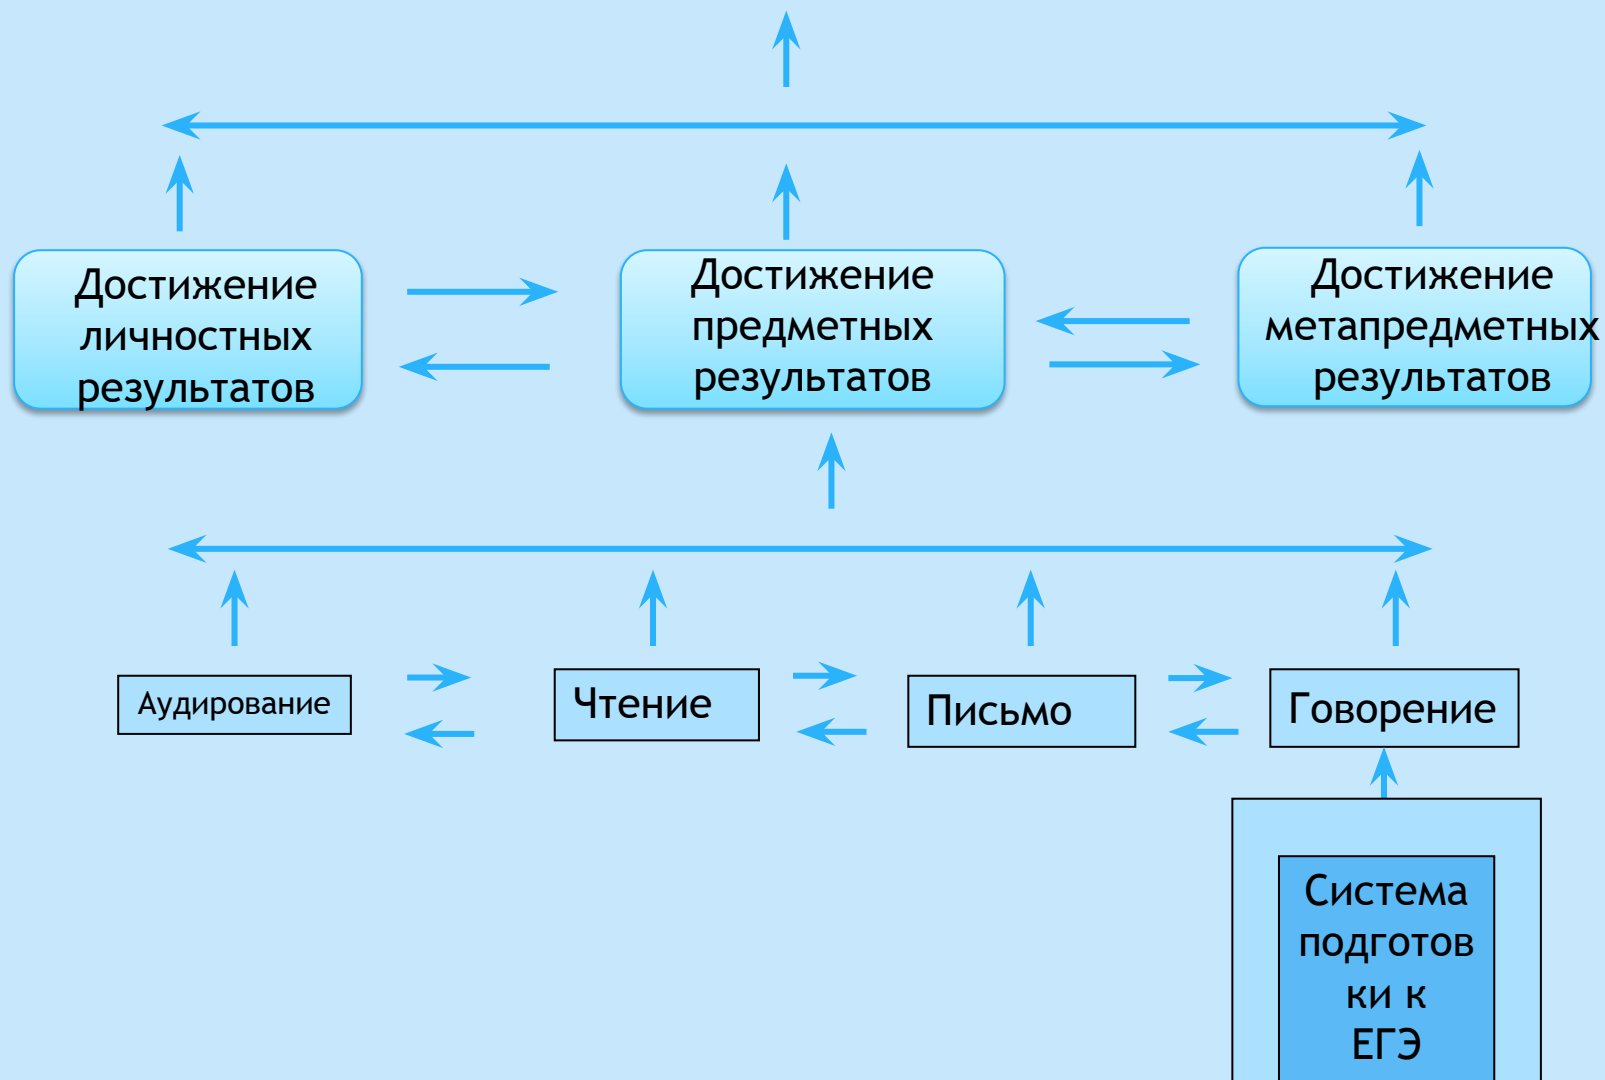 Достижение
личностных
результатов
Достижение
предметных
результатов
Достижение
метапредметных
результатов
Аудирование
Чтение
Письмо
Говорение
Система
подготов
ки к
ЕГЭ